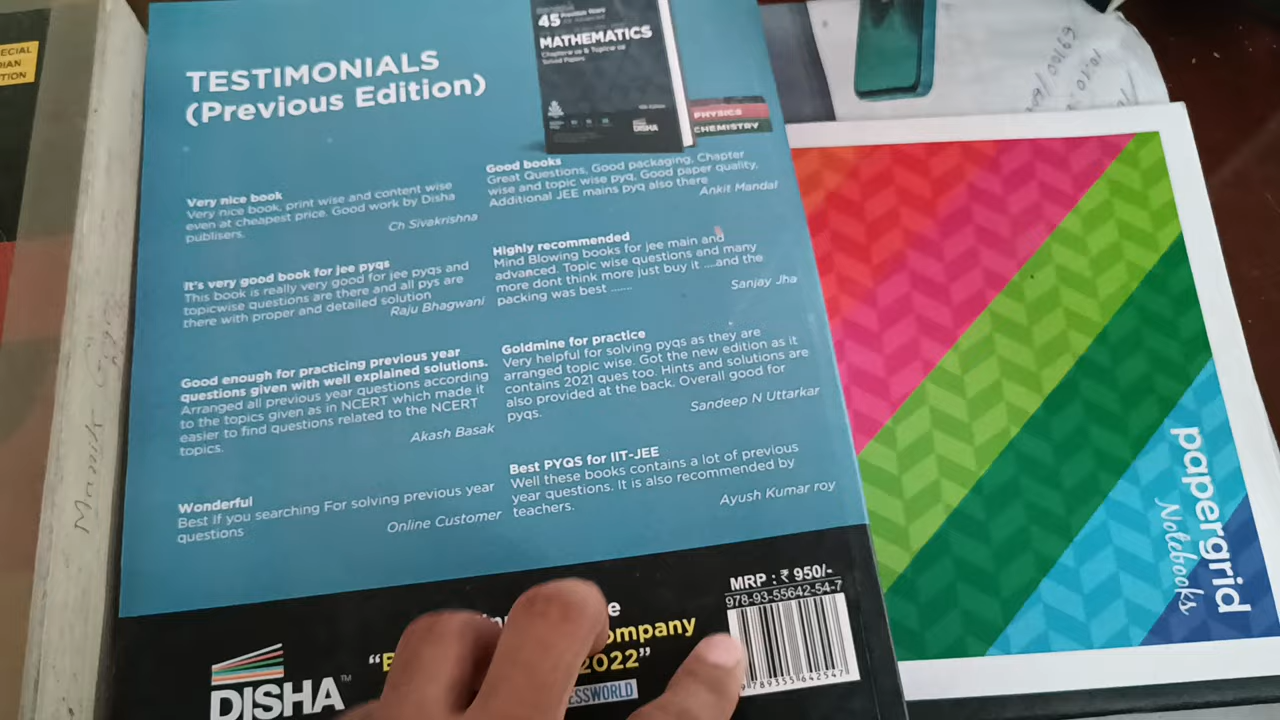 ECIAL
IAN
TION
TESTIMONIALS
(Previous Edition)
45
MATHEMATICS
Chapterwise & Topicwise
Solved Papers
DISHA
PHYSICS
CHEMISTRY
Very nice book
Very nice book, print wise and content wise
even at cheapest price. Good work by Disha
publisers.
Ch Sivakrishna
It's very good book for jee pyqs
This book is really very good for jee pyqs and
topicwise questions are there and all pys are
there with proper and detailed solution
Raju Bhagwani
Good enough for practicing previous year
questions given with well explained solutions.
Arranged all previous year questions according
to the topics given as in NCERT which made it
easier to find questions related to the NCERT
topics.
Akash Basak
Wonderful
Best If you searching For solving previous year
questions
Online Customer
Good books
Great Questions, Good packaging, Chapter
wise and topic wise pyq, Good paper quality,
Additional JEE mains pyq also there
Ankit Mandal
Highly recommended
Mind Blowing books for jee main and
advanced. Topic wise questions and many
more dont think more just buy it ....and the
packing was best .......
Sanjay Jha
Goldmine for practice
Very helpful for solving pyqs as they are
arranged topic wise. Got the new edition as it
contains 2021 ques too. Hints and solutions are
also provided at the back. Overall good for
pyqs.
Sandeep N Uttarkar
Best PYQS for IIT-JEE
Well these books contains a lot of previous
year questions. It is also recommended by
teachers.
Ayush Kumar roy
MRP : ₹ 950/-
978-93-55642-54-7
9 789355 642547
DISHA™
ompany
2022”
ESSWORLD
papergrid
Notebooks